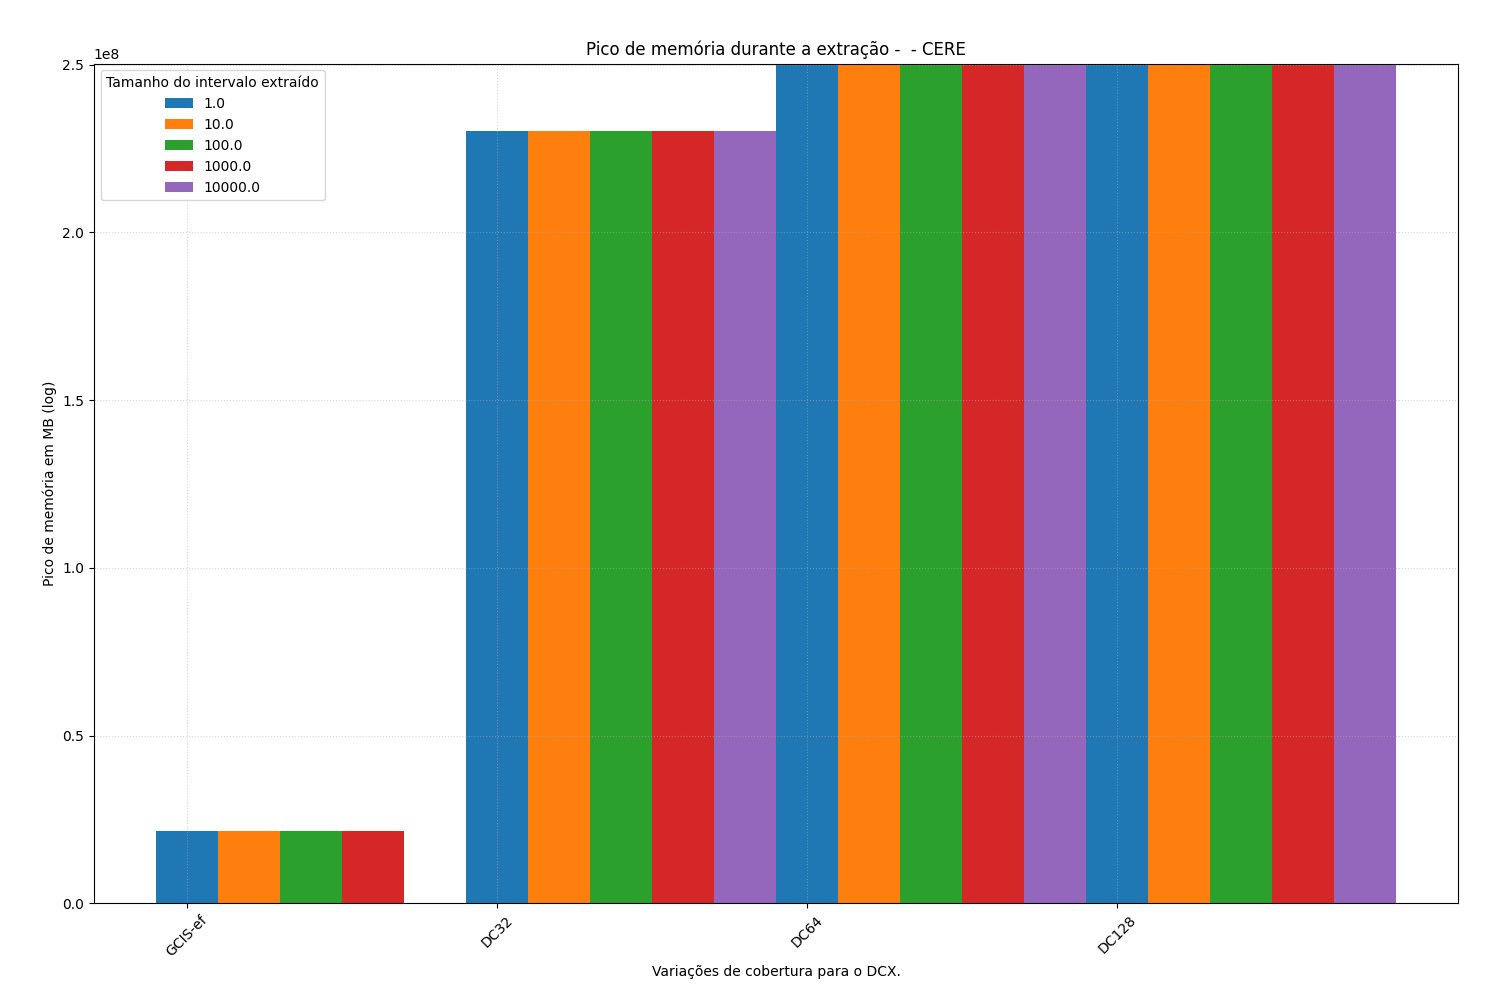 Pico de memória durante a extração -  - CERE
1e8
2.5
2.0
1.5
1.0
0.5
0.0
Pico de memória em MB (log)
Tamanho do intervalo extraído
1.0
10.0
100.0
1000.0
10000.0
GCIS-ef
DC32
DC64
DC128
Variações de cobertura para o DCX.